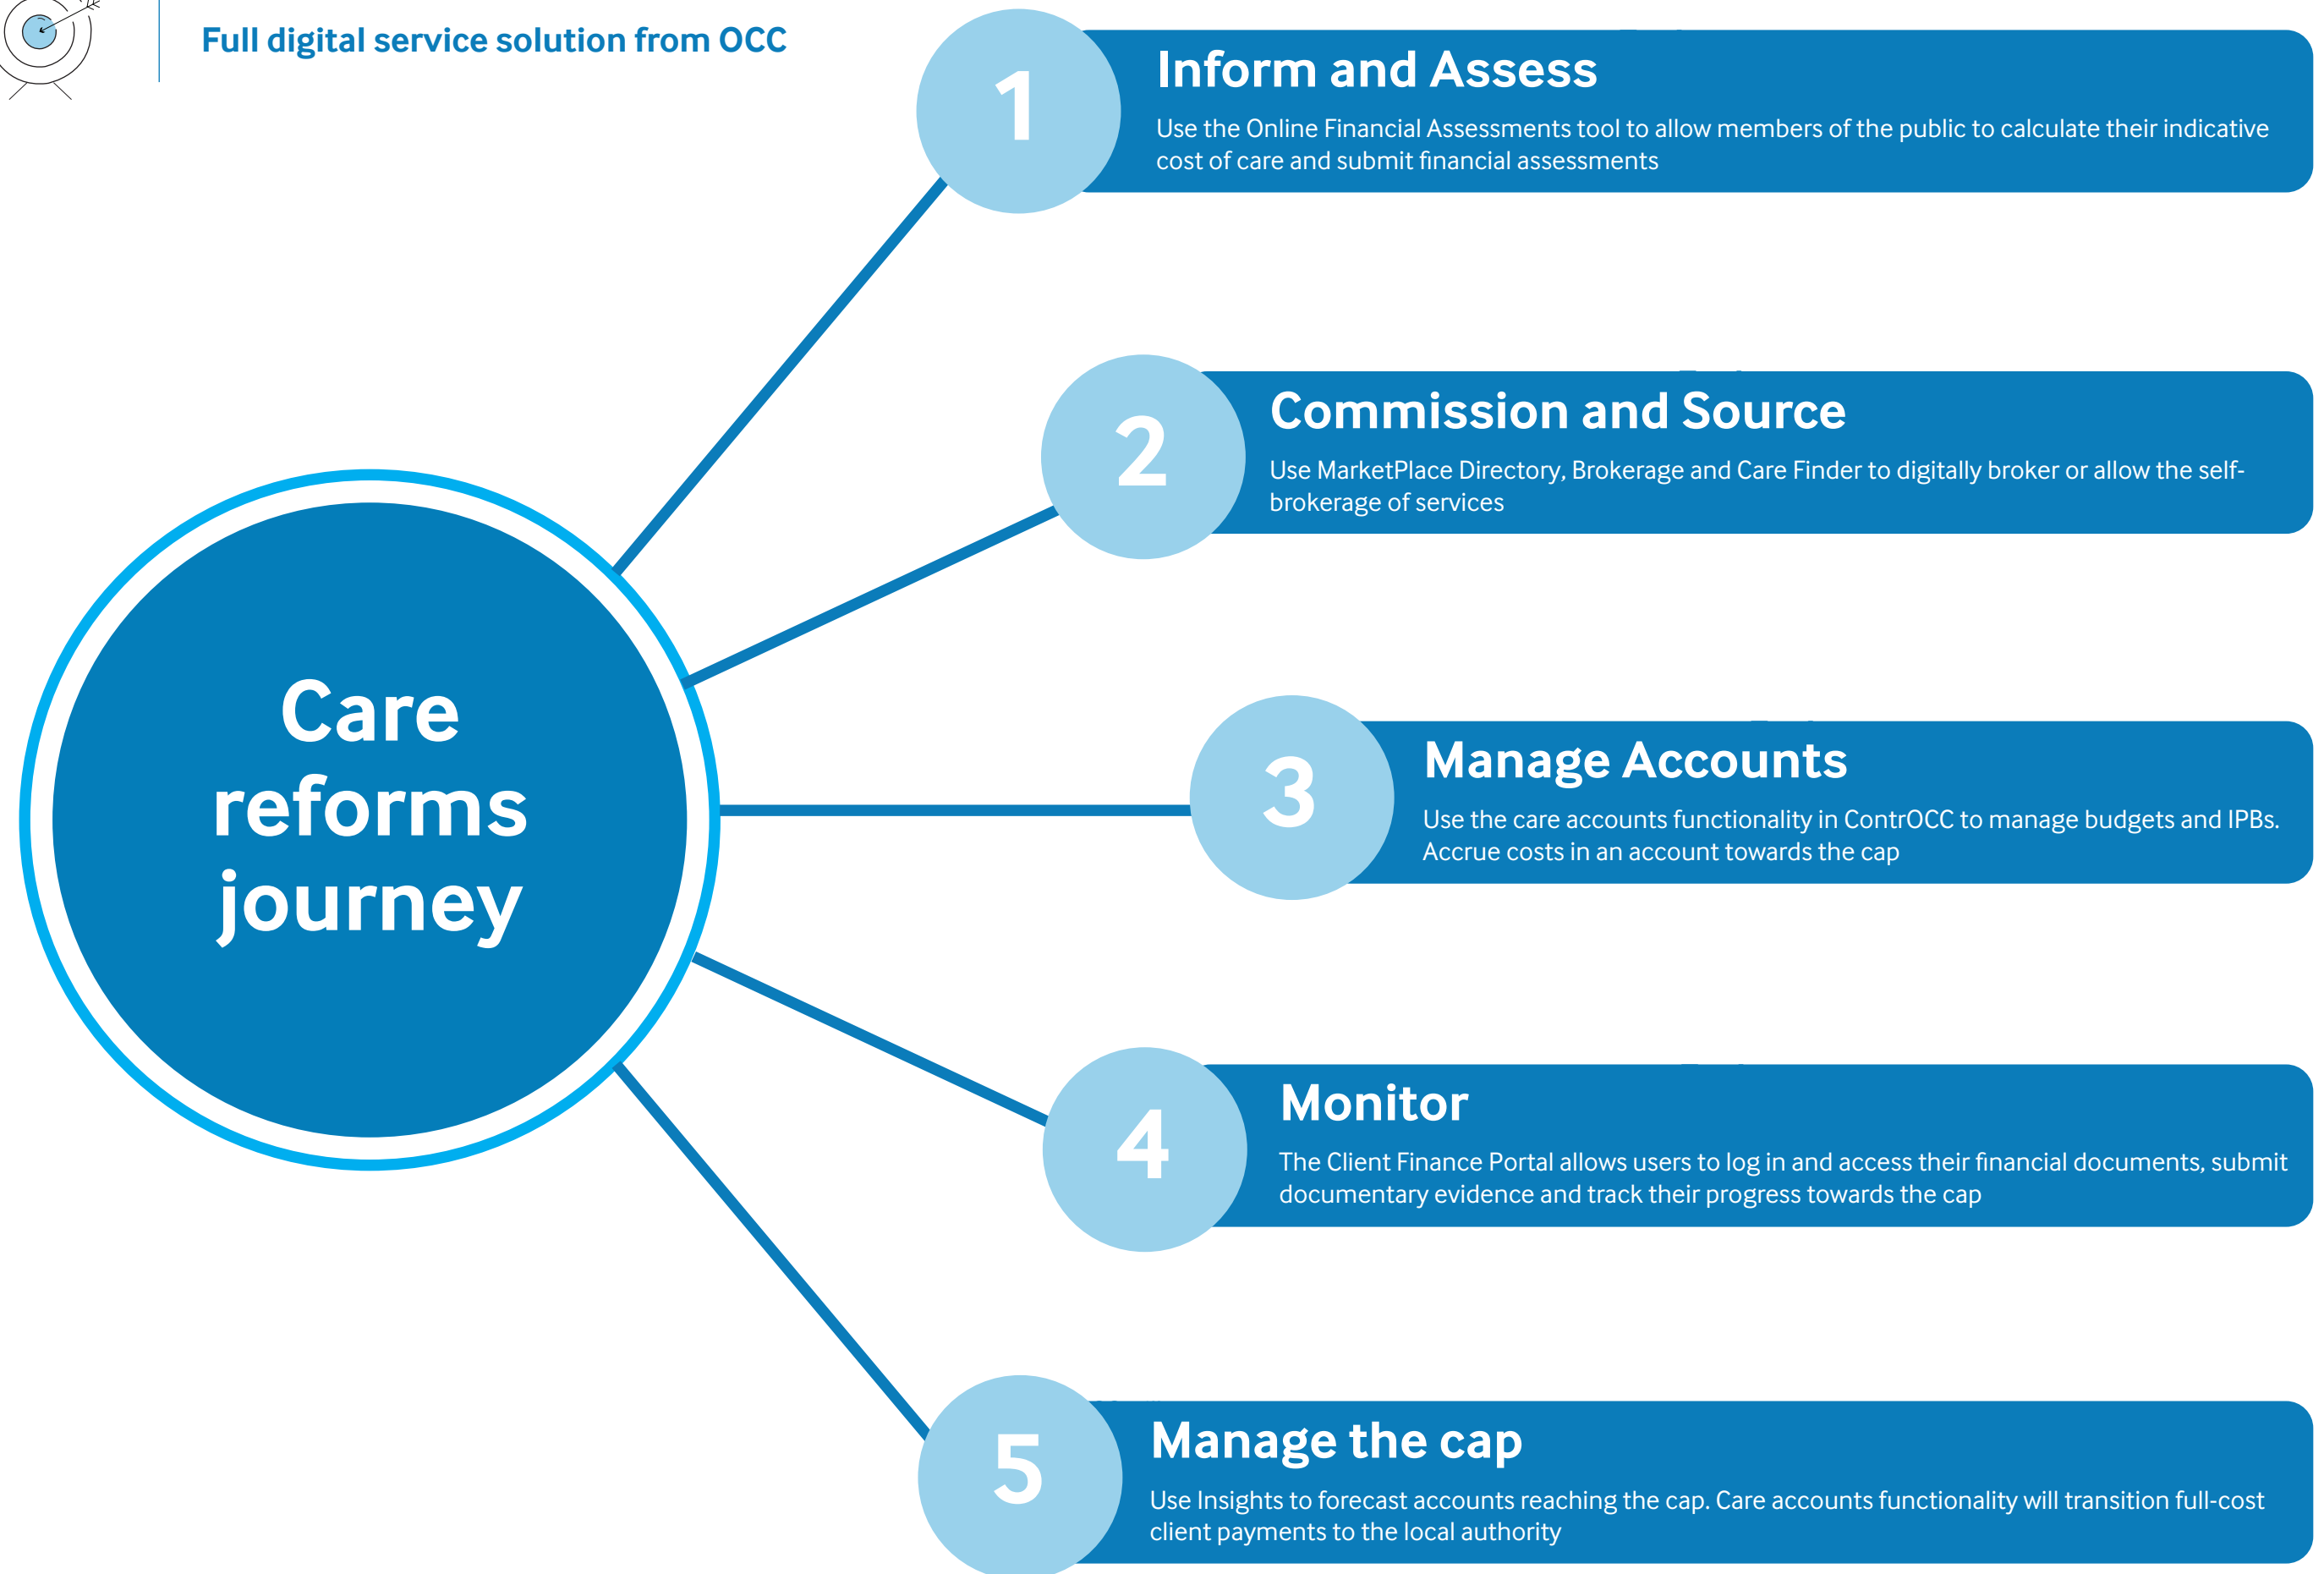 Full digital service solution from OCC
1
Inform and Assess
Use the Online Financial Assessments tool to allow members of the public to calculate their indicative
cost of care and submit financial assessments
2
Commission and Source
Use MarketPlace Directory, Brokerage and Care Finder to digitally broker or allow the self-
brokerage of services
Care
reforms
journey
3
Manage Accounts
Use the care accounts functionality in ContrOCC to manage budgets and IPBs.
Accrue costs in an account towards the cap
4
Monitor
The Client Finance Portal allows users to log in and access their financial documents, submit
documentary evidence and track their progress towards the cap
5
Manage the cap
Use Insights to forecast accounts reaching the cap. Care accounts functionality will transition full-cost
client payments to the local authority